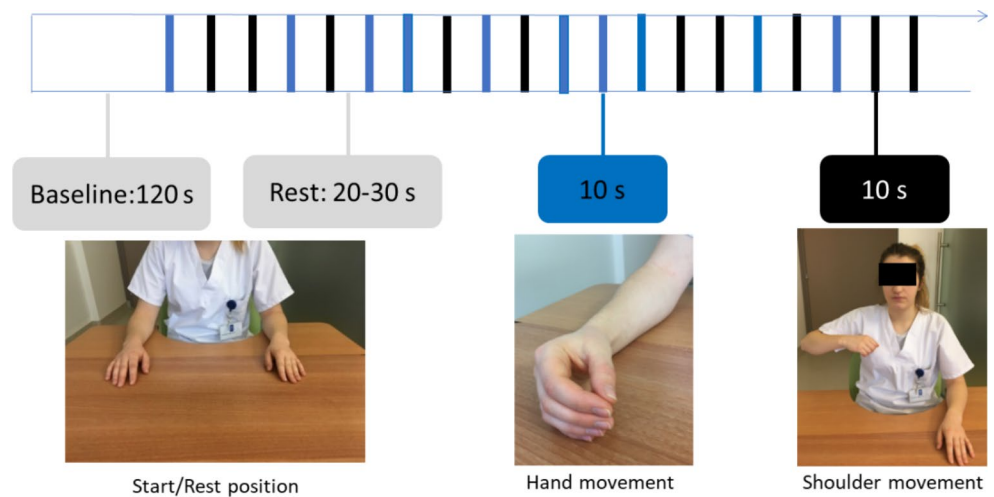 Baseline:120 s
Rest: 20-30 s
10 s
10 s
Start/Rest position
Hand movement
Shoulder movement